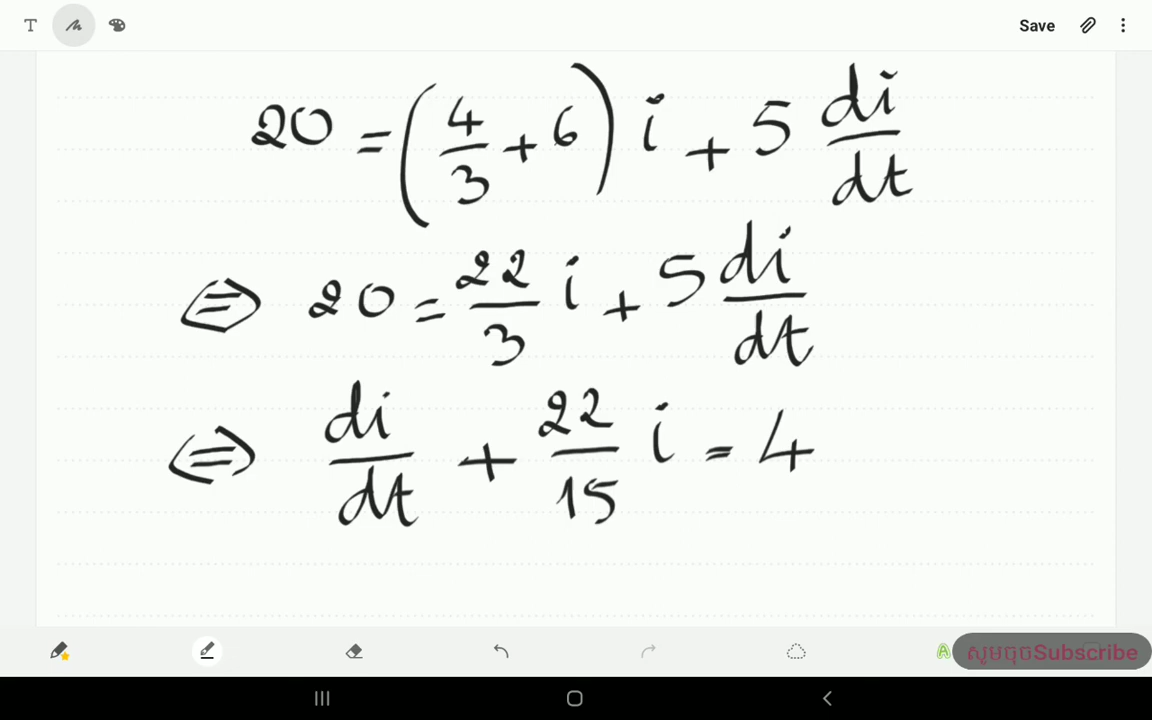 T
Save
20 = (4/3 + 6) i + 5 di/dt
⇔ 20 = 22/3 i + 5 di/dt
⇔ di/dt + 22/15 i = 4
A
សូមចុចSubscribe